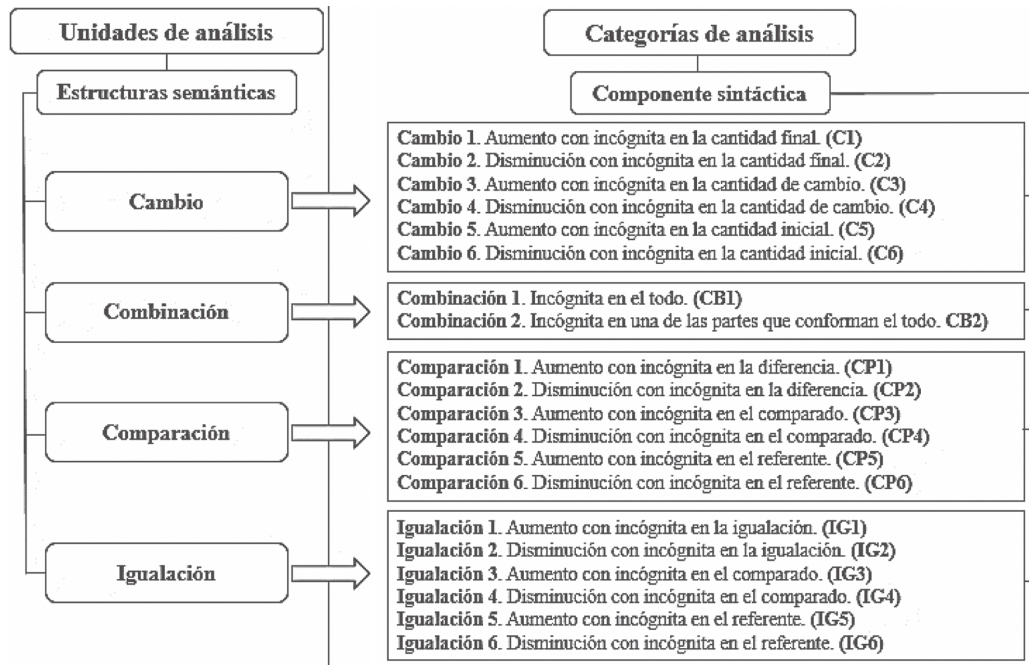 Unidades de análisis
Categorías de análisis
Estructuras semánticas
Componente sintáctica
Cambio
Cambio 1. Aumento con incógnita en la cantidad final. (C1)
Cambio 2. Disminución con incógnita en la cantidad final. (C2)
Cambio 3. Aumento con incógnita en la cantidad de cambio. (C3)
Cambio 4. Disminución con incógnita en la cantidad de cambio. (C4)
Cambio 5. Aumento con incógnita en la cantidad inicial. (C5)
Cambio 6. Disminución con incógnita en la cantidad inicial. (C6)
Combinación
Combinación 1. Incógnita en el todo. (CB1)
Combinación 2. Incógnita en una de las partes que conforman el todo. CB2)
Comparación
Comparación 1. Aumento con incógnita en la diferencia. (CP1)
Comparación 2. Disminución con incógnita en la diferencia. (CP2)
Comparación 3. Aumento con incógnita en el comparado. (CP3)
Comparación 4. Disminución con incógnita en el comparado. (CP4)
Comparación 5. Aumento con incógnita en el referente. (CP5)
Comparación 6. Disminución con incógnita en el referente. (CP6)
Igualación
Igualación 1. Aumento con incógnita en la igualación. (IG1)
Igualación 2. Disminución con incógnita en la igualación. (IG2)
Igualación 3. Aumento con incógnita en el comparado. (IG3)
Igualación 4. Disminución con incógnita en el comparado. (IG4)
Igualación 5. Aumento con incógnita en el referente. (IG5)
Igualación 6. Disminución con incógnita en el referente. (IG6)